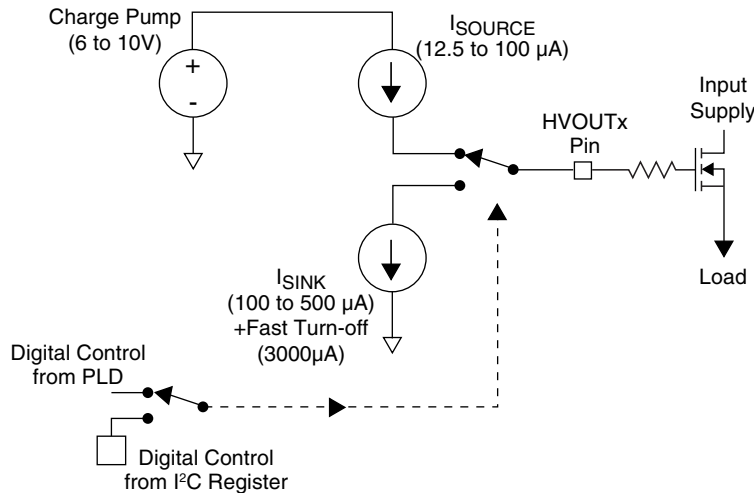 Charge Pump
(6 to 10V)
+
-
ISOURCE
(12.5 to 100 µA)
Input
Supply
HVOUTx
Pin
ISINK
(100 to 500 µA)
+Fast Turn-off
(3000µA)
Load
Digital Control
from PLD
Digital Control
from I²C Register